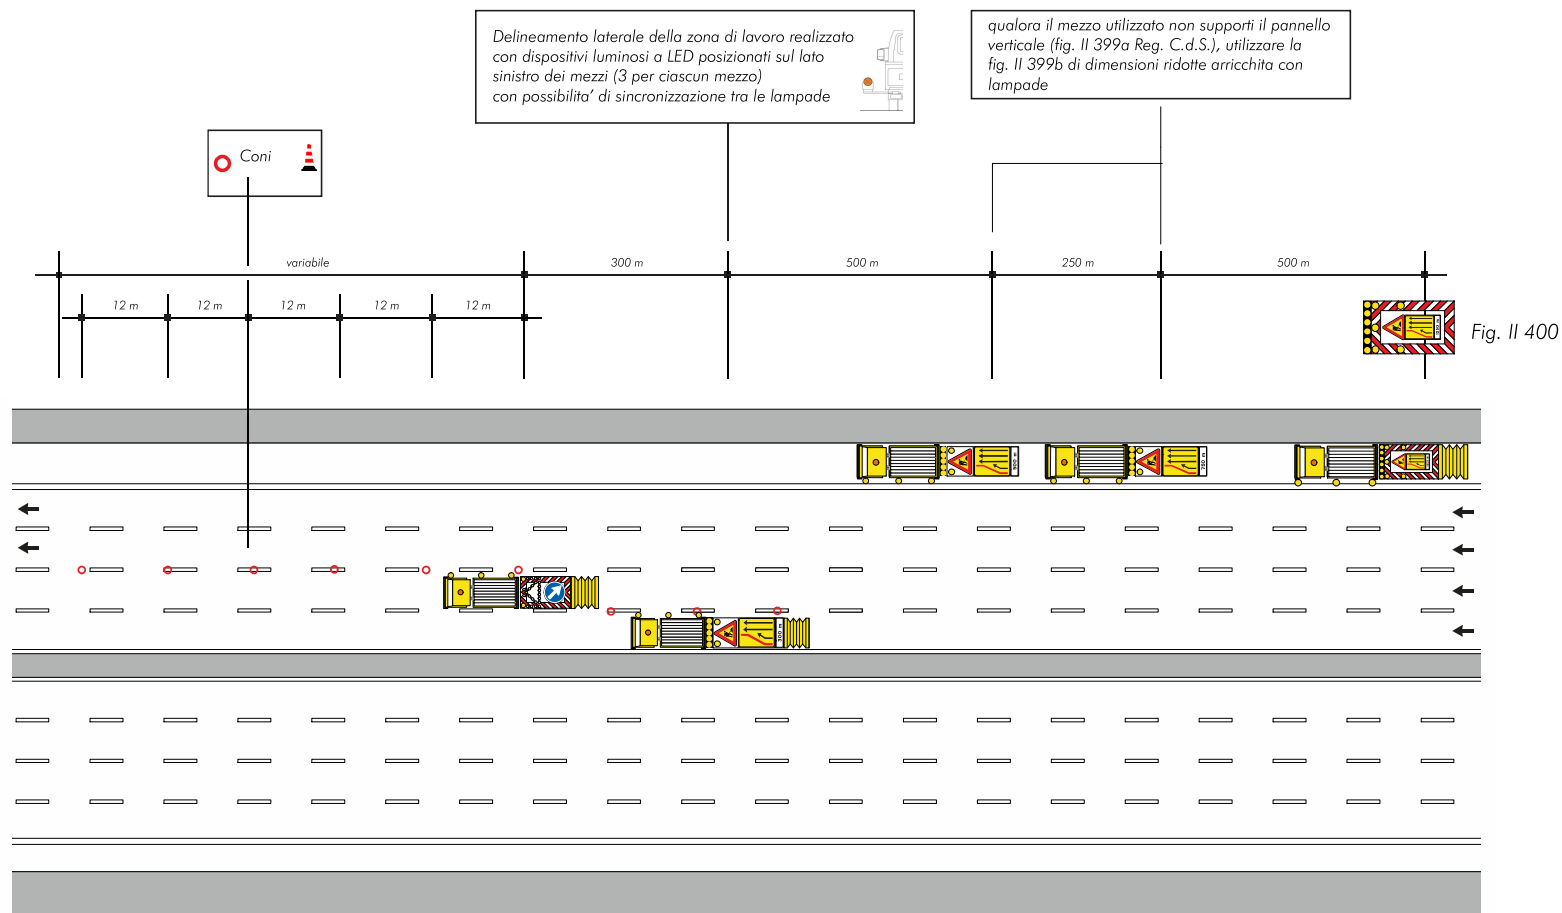 Delineamento laterale della zona di lavoro realizzato
con dispositivi luminosi a LED posizionati sul lato
sinistro dei mezzi (3 per ciascun mezzo)
con possibilita' di sincronizzazione tra le lampade
qualora il mezzo utilizzato non supporti il pannello
verticale (fig. II 399a Reg. C.d.S.), utilizzare la
fig. II 399b di dimensioni ridotte arricchita con
lampade
Coni
variabile
300 m
500 m
250 m
500 m
12 m
12 m
12 m
12 m
12 m
Fig. II 400
300 m